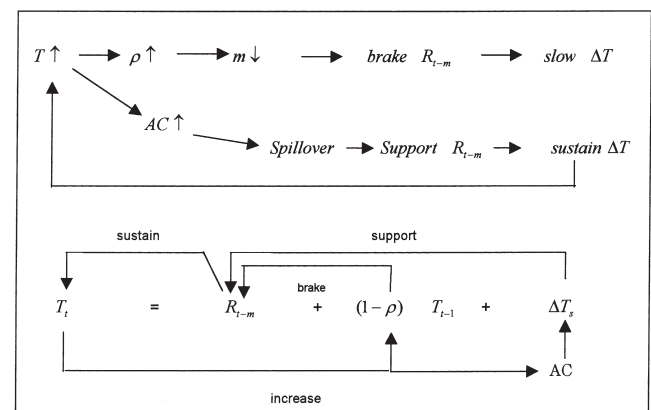 T ↑ → ρ ↑ → m ↓ → brake R_{t−m} → slow ΔT
AC ↑
Spillover → Support R_{t−m} → sustain ΔT
sustain support
brake
T_t = R_{t−m} + (1−ρ) T_{t−1} + ΔT_s
AC
increase